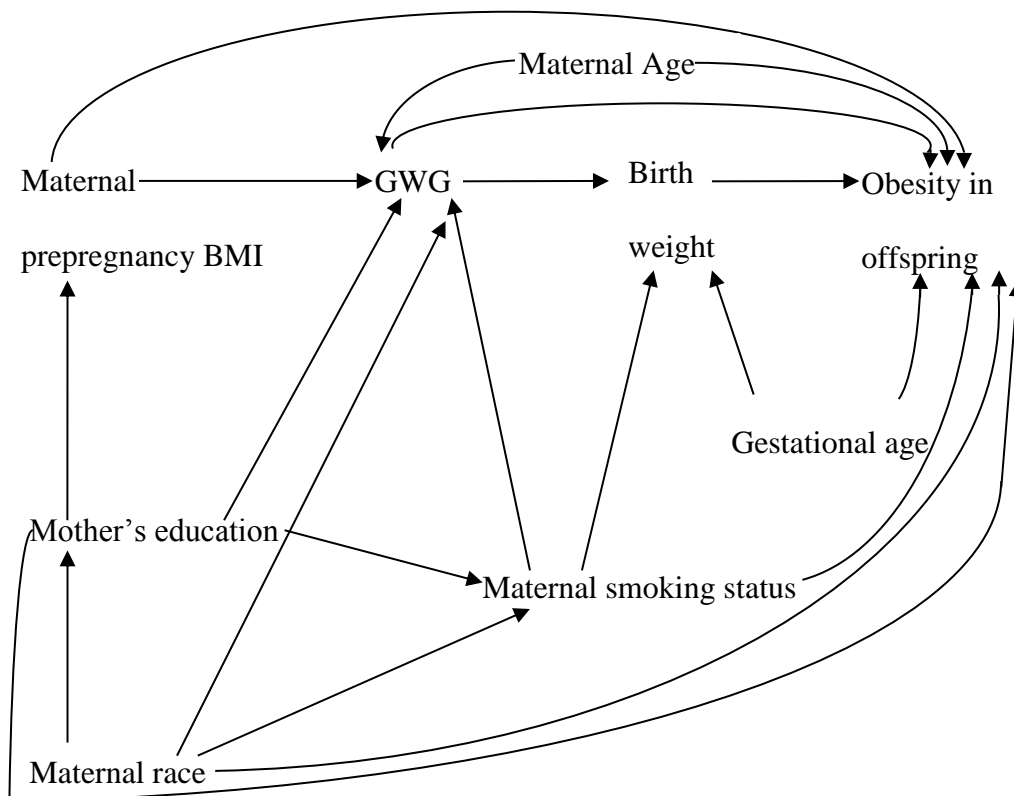 Maternal Age
Maternal
GWG
Birth
Obesity in
prepregnancy BMI
weight
offspring
Gestational age
Mother’s education
Maternal smoking status
Maternal race